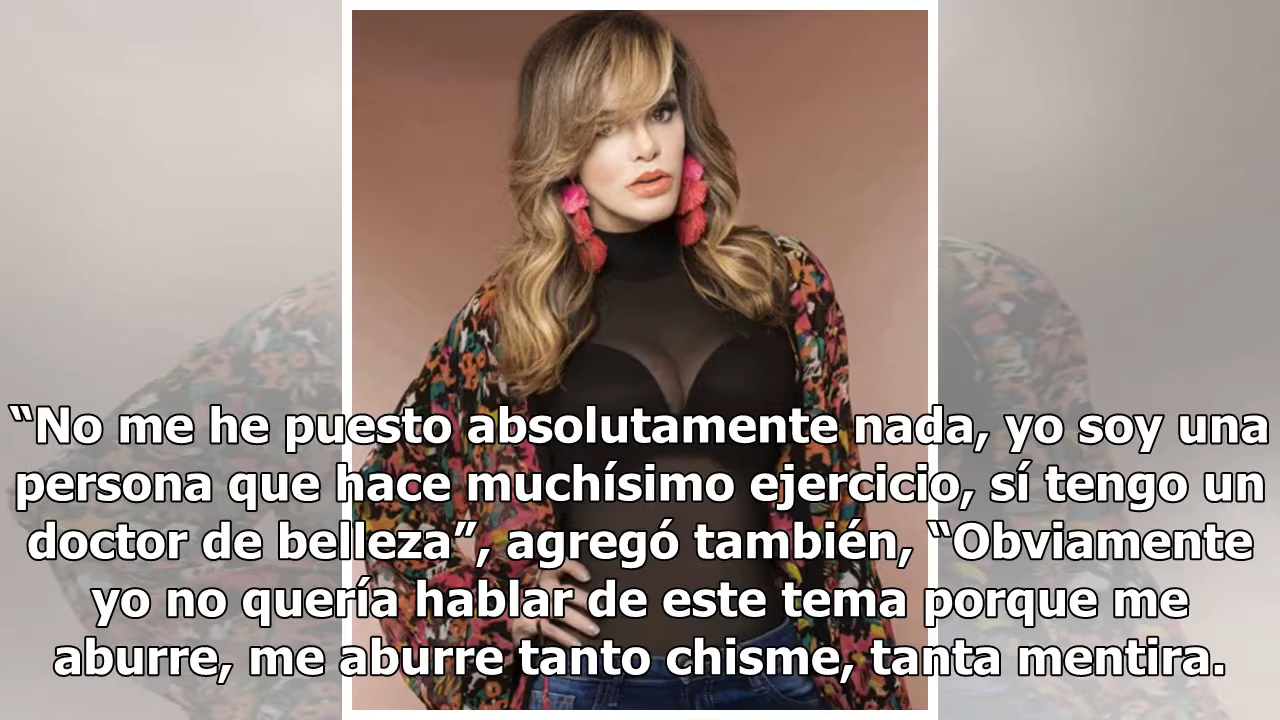 “No me he puesto absolutamente nada, yo soy una
persona que hace muchísimo ejercicio, sí tengo un
doctor de belleza”, agregó también, “Obviamente
yo no quería hablar de este tema porque me
aburre, me aburre tanto chisme, tanta mentira.